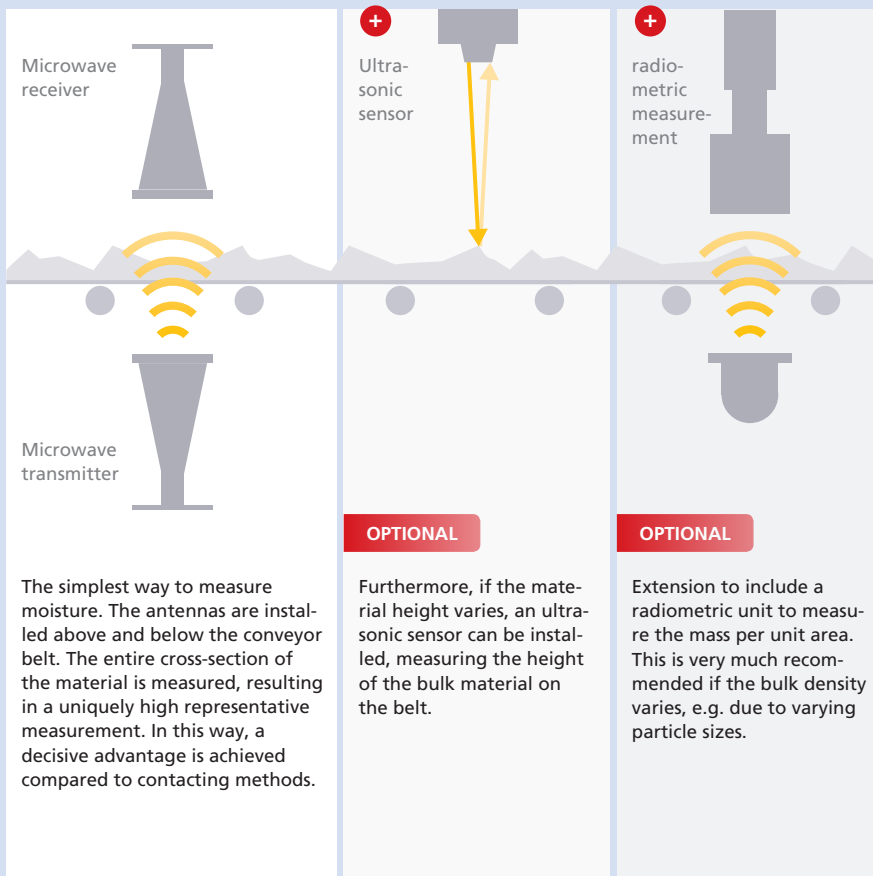 Microwave
receiver
Microwave
transmitter
The simplest way to measure
moisture. The antennas are instal-
led above and below the conveyor
belt. The entire cross-section of
the material is measured, resulting
in a uniquely high representative
measurement. In this way, a
decisive advantage is achieved
compared to contacting methods.
+
Ultra-
sonic
sensor
OPTIONAL
Furthermore, if the mate-
rial height varies, an ultra-
sonic sensor can be instal-
led, measuring the height
of the bulk material on
the belt.
+
radio-
metric
measure-
ment
OPTIONAL
Extension to include a
radiometric unit to measu-
re the mass per unit area.
This is very much recom-
mended if the bulk density
varies, e.g. due to varying
particle sizes.